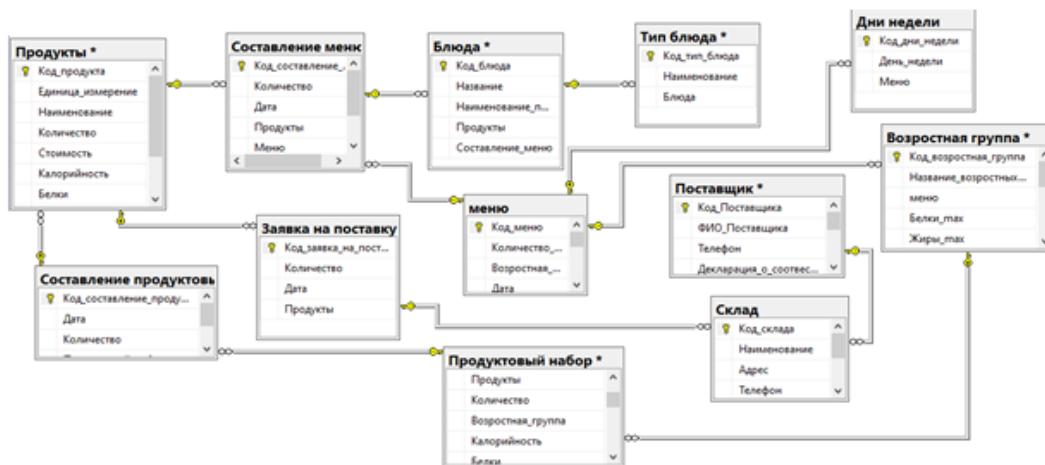 Продукты *
Код_продукта
Единица_измерение
Наименование
Количество
Стоимость
Калорийность
Белки
Составление меню
Код_составление_...
Количество
Дата
Продукты
Меню
Блюда *
Код_блюда
Название
Наименование_п...
Продукты
Составление_меню
Тип блюда *
Код_тип_блюда
Наименование
Блюда
Дни недели
Код_дни_недели
День_недели
Меню
Возростная группа *
Код_возростная_группа
Название_возростных...
меню
Белки_max
Жиры_max
Поставщик *
Код_Поставщика
ФИО_Поставщика
Телефон
Декларация_о_соотвес...
меню
Код_меню
Количество_...
Возростная_...
Дата
Заявка на поставку
Код_заявка_на_пост...
Количество
Дата
Продукты
Составление продуктовы
Код_составление_проду...
Дата
Количество
Склад
Код_склада
Наименование
Адрес
Телефон
Продуктовый набор *
Продукты
Количество
Возростная_группа
Калорийность
Белки